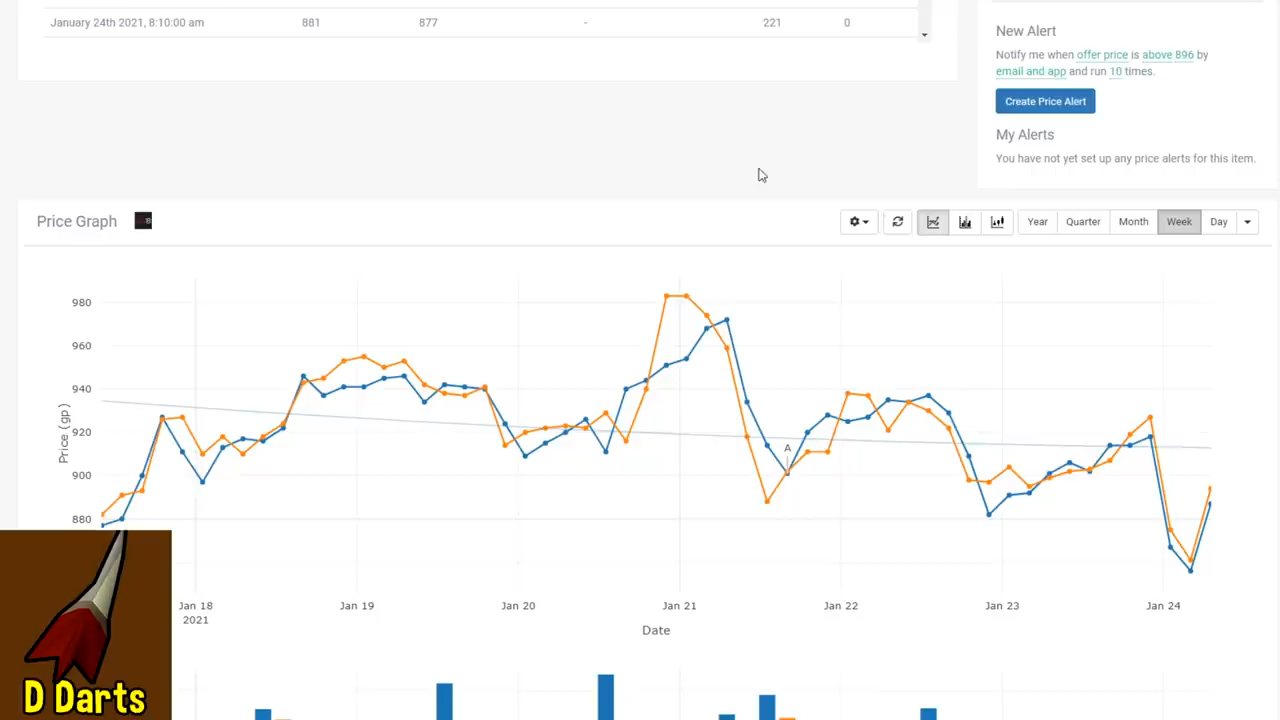 January 24th 2021, 8:10:00 am 881 877 - 221 0
New Alert
Notify me when offer price is above 896 by
email and app and run 10 times.
Create Price Alert
My Alerts
You have not yet set up any price alerts for this item.
Price Graph
Year Quarter Month Week Day
980
960
940
920
900
880
Price (gp)
A
Jan 18 Jan 19 Jan 20 Jan 21 Jan 22 Jan 23 Jan 24
2021
Date
D Darts